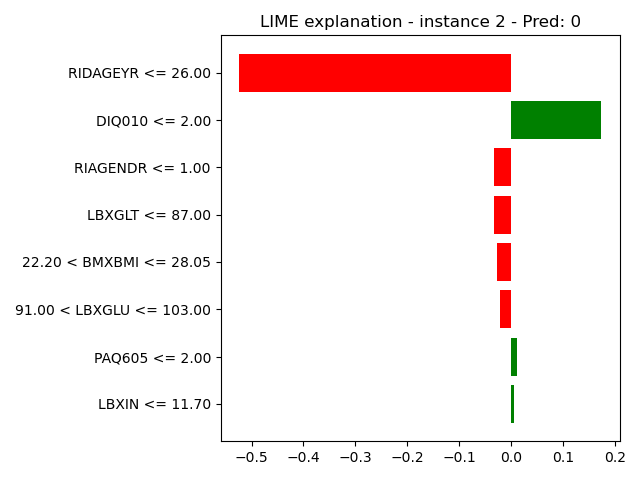 LIME explanation - instance 2 - Pred: 0
RIDAGEYR <= 26.00
DIQ010 <= 2.00
RIAGENDR <= 1.00
LBXGLT <= 87.00
22.20 < BMXBMI <= 28.05
91.00 < LBXGLU <= 103.00
PAQ605 <= 2.00
LBXIN <= 11.70
−0.5 −0.4 −0.3 −0.2 −0.1 0.0 0.1 0.2